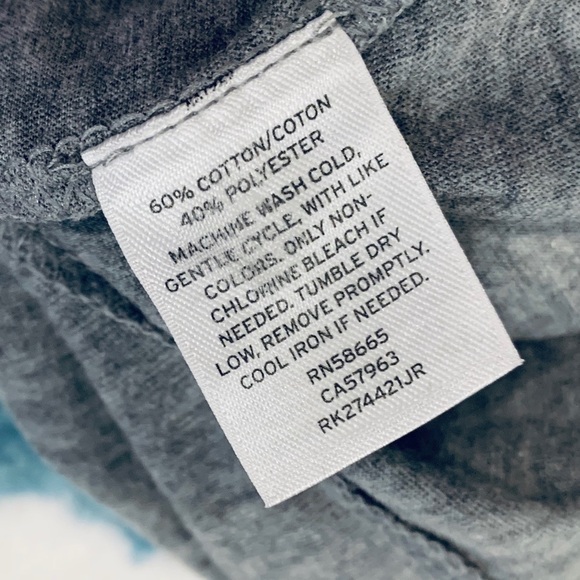 60% COTTON/COTON
40% POLYESTER
MACHINE WASH COLD,
GENTLE CYCLE, WITH LIKE
COLORS. ONLY NON-
CHLORINE BLEACH IF
NEEDED. TUMBLE DRY
LOW, REMOVE PROMPTLY.
COOL IRON IF NEEDED.
RN58665
CA57963
RK274421JR